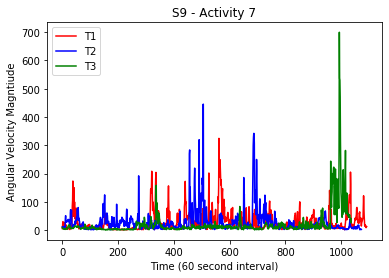 S9 - Activity 7
T1
T2
T3
Angular Velocity Magntiude
700
600
500
400
300
200
100
0
0
200
400
600
800
1000
Time (60 second interval)